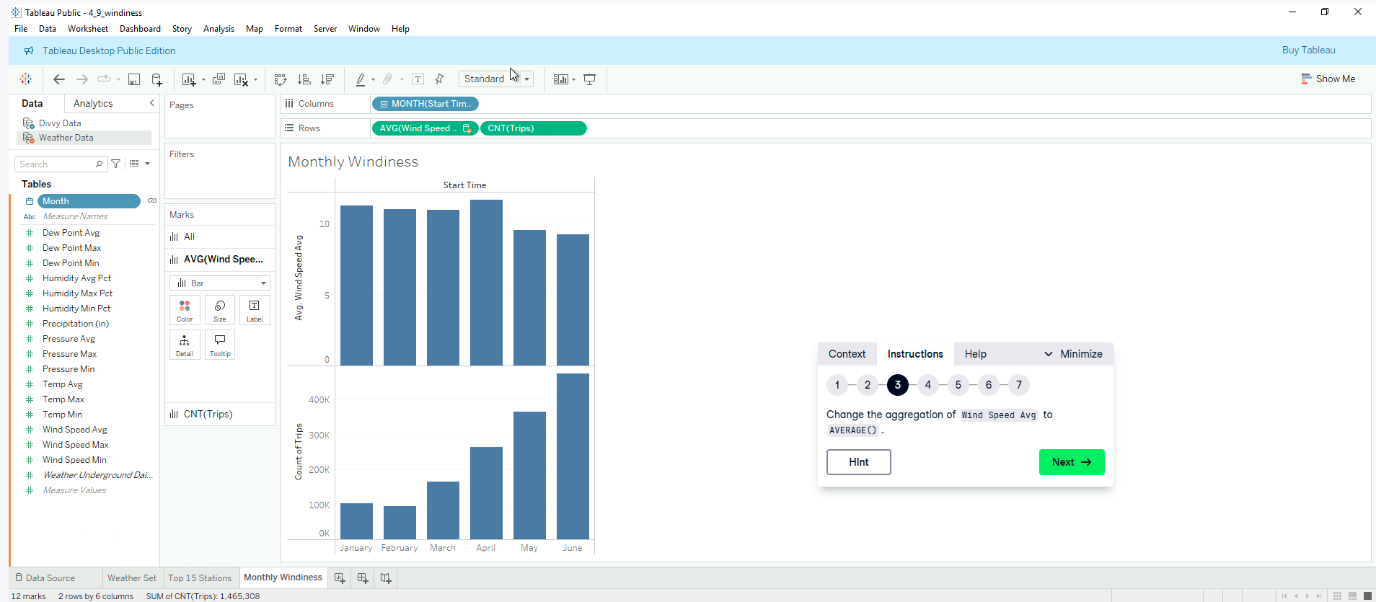 Tableau Public - 4_9_windiness
File Data Worksheet Dashboard Story Analysis Map Format Server Window Help
Tableau Desktop Public Edition Buy Tableau
Standard Show Me
Data Analytics
Divvy Data
Weather Data
Search
Tables
Month
Abc Measure Names
Dew Point Avg
Dew Point Max
Dew Point Min
Humidity Avg Pct
Humidity Max Pct
Humidity Min Pct
Precipitation (in)
Pressure Avg
Pressure Max
Pressure Min
Temp Avg
Temp Max
Temp Min
Wind Speed Avg
Wind Speed Max
Wind Speed Min
Weather Underground Dai...
Measure Values
Pages
Filters
Marks
All
AVG(Wind Spee...
Bar
Color Size Label
Detail Tooltip
CNT(Trips)
Columns MONTH(Start Tim..
Rows AVG(Wind Speed .. CNT(Trips)
Monthly Windiness
Start Time
10
5
0
Avg. Wind Speed Avg
400K
300K
200K
100K
0K
Count of Trips
January February March April May June
Context Instructions Help Minimize
1 2 3 4 5 6 7
Change the aggregation of Wind Speed Avg to
AVERAGE() .
HInt Next →
Data Source Weather Set Top 15 Stations Monthly Windiness
12 marks 2 rows by 6 columns SUM of CNT(Trips): 1,465,308